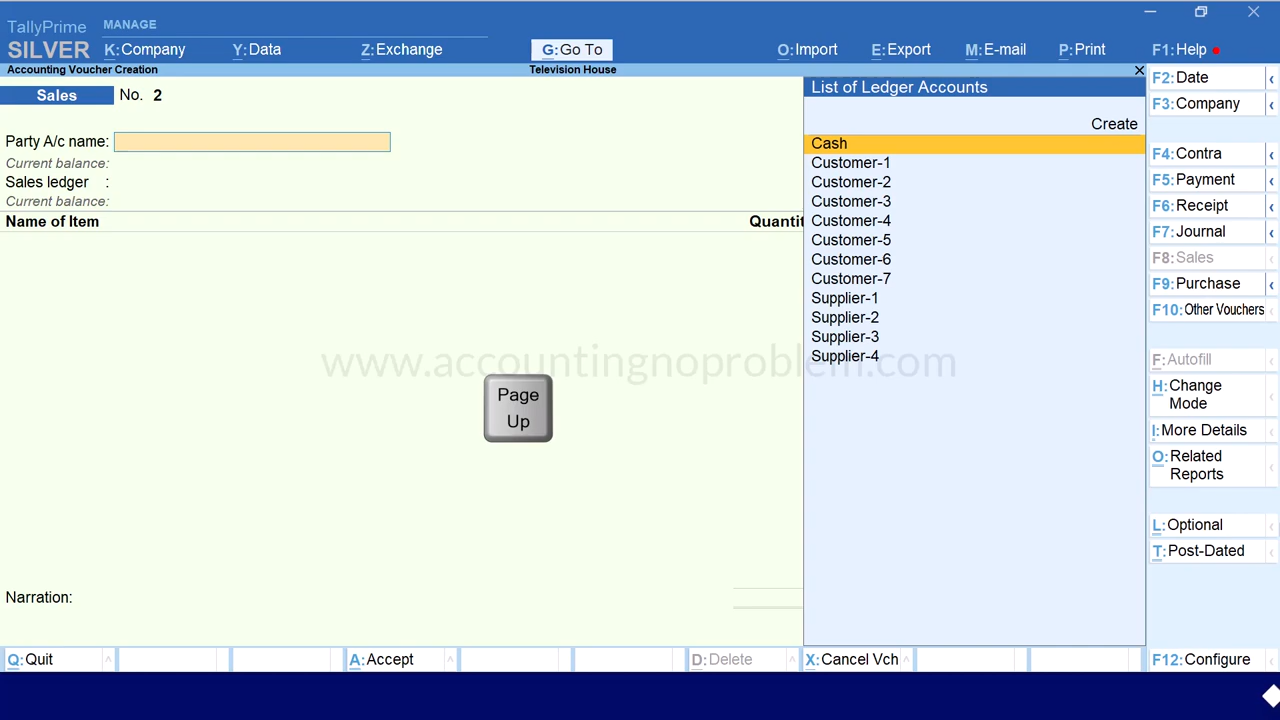 TallyPrime
MANAGE
SILVER
K:Company
Y:Data
Z:Exchange
G:Go To
O:Import
E:Export
M:E-mail
P:Print
F1:Help
Accounting Voucher Creation
Television House
Sales No. 2
Party A/c name:
Current balance:
Sales ledger :
Current balance:
Name of Item
Quantit
List of Ledger Accounts
Create
Cash
Customer-1
Customer-2
Customer-3
Customer-4
Customer-5
Customer-6
Customer-7
Supplier-1
Supplier-2
Supplier-3
Supplier-4
www.accountingnoproblem.com
Page
Up
Narration:
F2:Date
F3:Company
F4:Contra
F5:Payment
F6:Receipt
F7:Journal
F8:Sales
F9:Purchase
F10:Other Vouchers
F:Autofill
H:Change
Mode
I:More Details
O:Related
Reports
L:Optional
T:Post-Dated
Q:Quit
A:Accept
D:Delete
X:Cancel Vch
F12:Configure